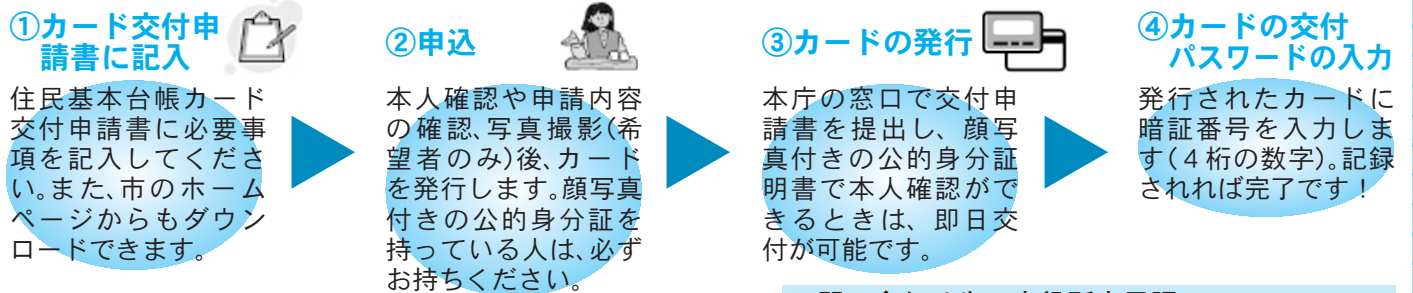 ①カード交付申
請書に記入
住民基本台帳カード
交付申請書に必要事
項を記入してくださ
い。また、市のホーム
ページからもダウン
ロードできます。
②申込
本人確認や申請内容
の確認、写真撮影(希
望者のみ)後、カード
を発行します。顔写真
付きの公的身分証を
持っている人は、必ず
お持ちください。
③カードの発行
本庁の窓口で交付申
請書を提出し、顔写
真付きの公的身分証
明書で本人確認がで
きるときは、即日交
付が可能です。
④カードの交付
パスワードの入力
発行されたカードに
暗証番号を入力しま
す(4桁の数字)。記録
されれば完了です!